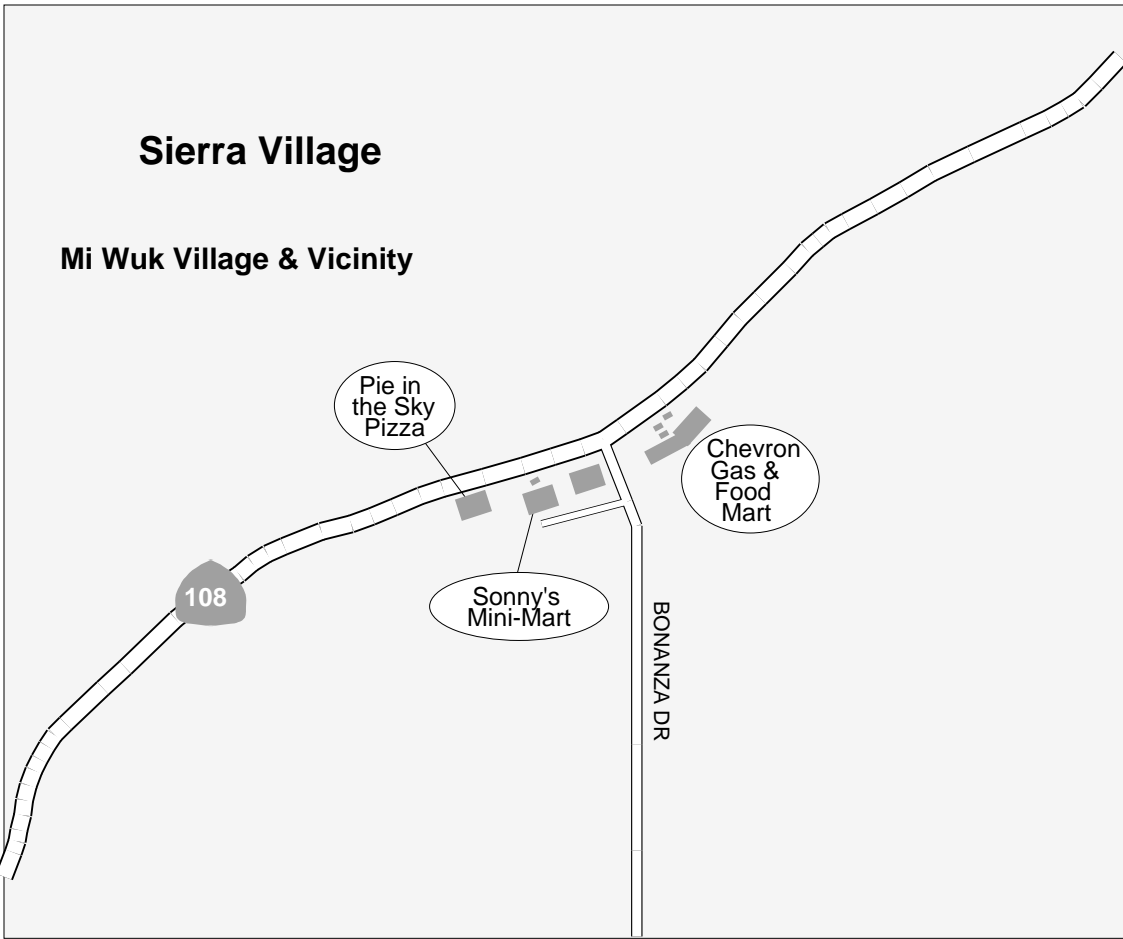 Sierra Village
Mi Wuk Village & Vicinity
Pie in
the Sky
Pizza
Chevron
Gas &
Food
Mart
108
Sonny's
Mini-Mart
BONANZA DR